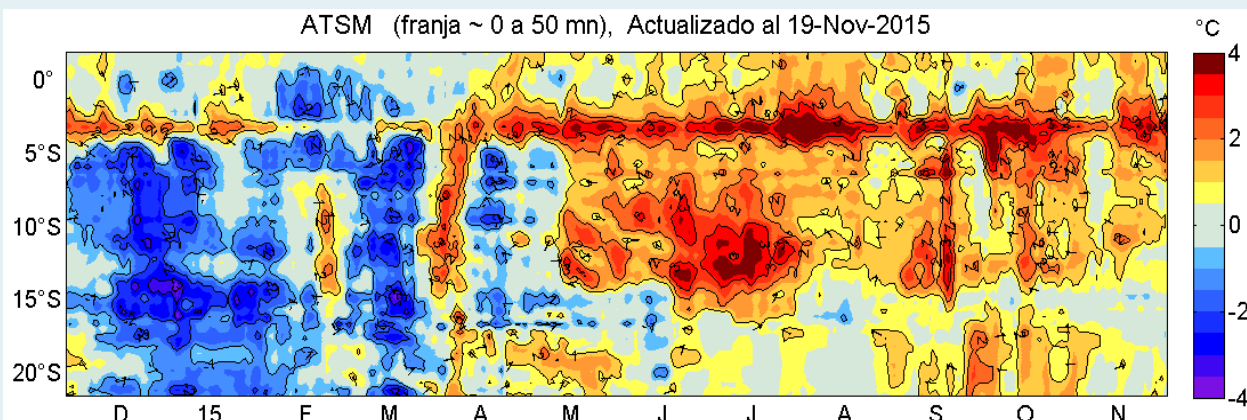 ATSM (franja ~ 0 a 50 mn), Actualizado al 19-Nov-2015
°C
4
2
0
-2
-4
0°
5°S
10°S
15°S
20°S
D 15 F M A M J J A S O N